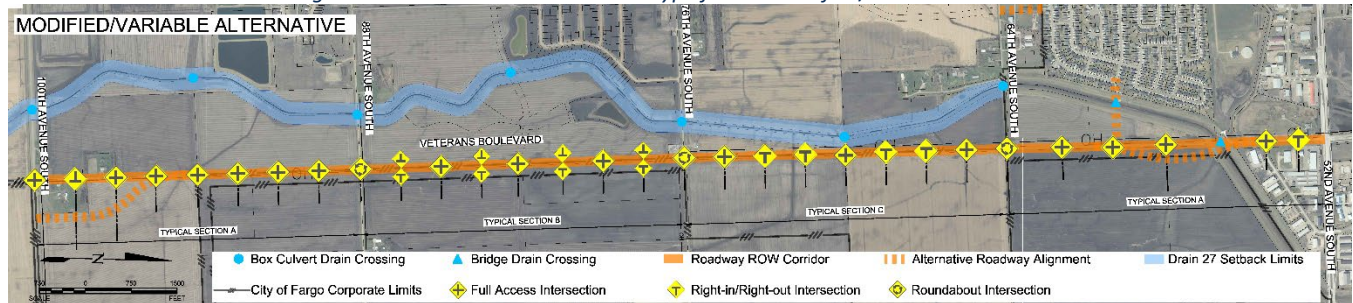 MODIFIED/VARIABLE ALTERNATIVE
100TH AVENUE SOUTH
88TH AVENUE SOUTH
76TH AVENUE SOUTH
64TH AVENUE SOUTH
52ND AVENUE SOUTH
VETERANS BOULEVARD
TYPICAL SECTION A
TYPICAL SECTION B
TYPICAL SECTION C
TYPICAL SECTION A
N
750 0 750 1500
SCALE FEET
Box Culvert Drain Crossing
Bridge Drain Crossing
Roadway ROW Corridor
Alternative Roadway Alignment
Drain 27 Setback Limits
City of Fargo Corporate Limits
Full Access Intersection
Right-in/Right-out Intersection
Roundabout Intersection